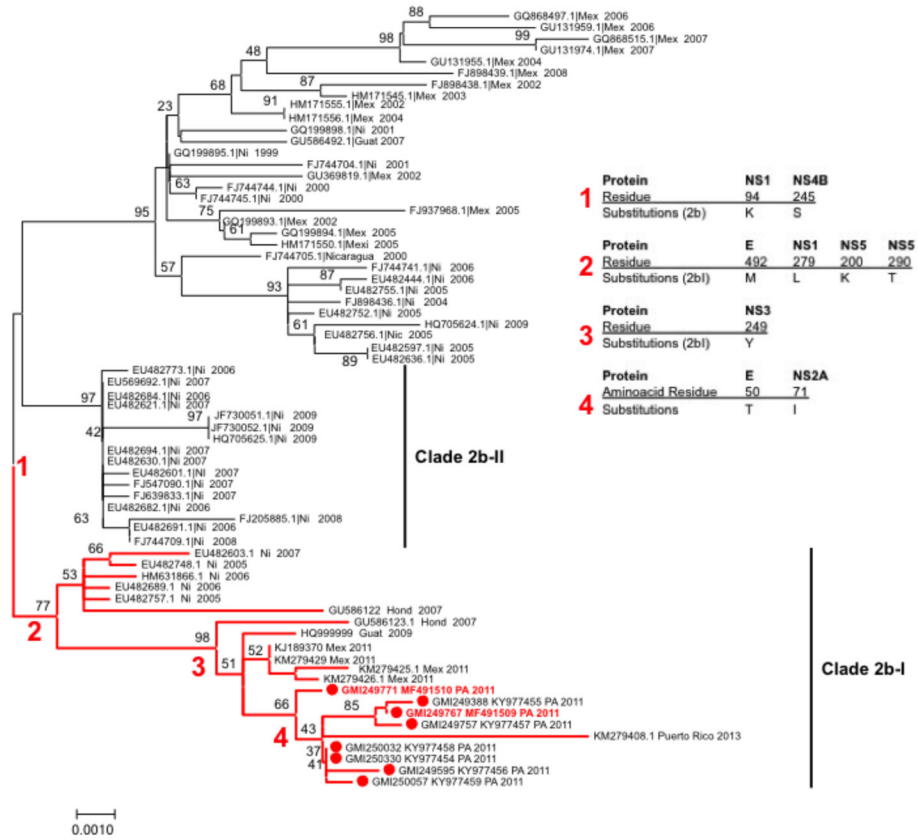 88
GQ868497.1|Mex 2006
GU131959.1|Mex 2006
99
GQ868515.1|Mex 2007
98
GU131974.1|Mex 2007
48
GU131955.1|Mex 2004
FJ898439.1|Mex 2008
68
87
FJ898438.1|Mex 2002
HM171545.1|Mex 2003
91
HM171555.1|Mex 2002
23
HM171556.1|Mex 2004
GQ199898.1|Ni 2001
GU586492.1|Guat 2007
GQ199895.1|Ni 1999
FJ744704.1|Ni 2001
GU369819.1|Mex 2002
63
FJ744744.1|Ni 2000
FJ744745.1|Ni 2000
95
75
FJ937968.1|Mex 2005
GQ199893.1|Mex 2002
61
GQ199894.1|Mex 2005
HM171550.1|Mexi 2005
FJ744705.1|Nicaragua 2000
57
FJ744741.1|Ni 2006
87
EU482444.1|Ni 2006
93
EU482755.1|Ni 2005
FJ898436.1|Ni 2004
EU482752.1|Ni 2005
61
HQ705624.1|Ni 2009
EU482756.1|Nic 2005
EU482597.1|Ni 2005
89
EU482636.1|Ni 2005
EU482773.1|Ni 2006
EU569692.1|Ni 2007
97
EU482684.1|Ni 2006
EU482621.1|Ni 2007
97
JF730051.1|Ni 2009
42
JF730052.1|Ni 2009
HQ705625.1|Ni 2009
EU482694.1|Ni 2007
EU482630.1|Ni 2007
EU482601.1|Ni 2007
FJ547090.1|Ni 2007
FJ639833.1|Ni 2007
EU482682.1|Ni 2006
63
FJ205885.1|Ni 2008
EU482691.1|Ni 2006
FJ744709.1|Ni 2008
Clade 2b-II
1
66
EU482603.1 Ni 2007
EU482748.1 Ni 2005
53
HM631866.1 Ni 2006
EU482689.1 Ni 2006
EU482757.1 Ni 2005
77
2
GU586122 Hond 2007
GU586123.1 Hond 2007
98
HQ999999 Guat 2009
3
52
KJ189370 Mex 2011
51
KM279429 Mex 2011
KM279425.1 Mex 2011
KM279426.1 Mex 2011
66
GMI249771 MF491510 PA 2011
85
GMI249388 KY977455 PA 2011
GMI249767 MF491509 PA 2011
43
GMI249757 KY977457 PA 2011
4
KM279408.1 Puerto Rico 2013
37
GMI250032 KY977458 PA 2011
GMI250330 KY977454 PA 2011
41
GMI249595 KY977456 PA 2011
GMI250057 KY977459 PA 2011
Clade 2b-I
0.0010
1
Protein NS1 NS4B
Residue 94 245
Substitutions (2b) K S
2
Protein E NS1 NS5 NS5
Residue 492 279 200 290
Substitutions (2bI) M L K T
3
Protein NS3
Residue 249
Substitutions (2bI) Y
4
Protein E NS2A
Aminoacid Residue 50 71
Substitutions T I